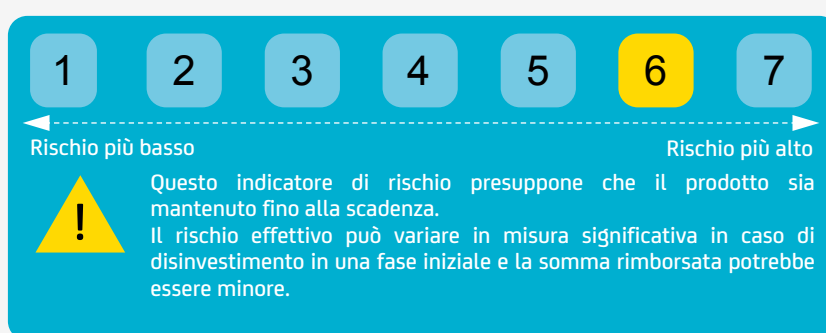 1 2 3 4 5 6 7
Rischio più basso Rischio più alto
! Questo indicatore di rischio presuppone che il prodotto sia
mantenuto fino alla scadenza.
Il rischio effettivo può variare in misura significativa in caso di
disinvestimento in una fase iniziale e la somma rimborsata potrebbe
essere minore.